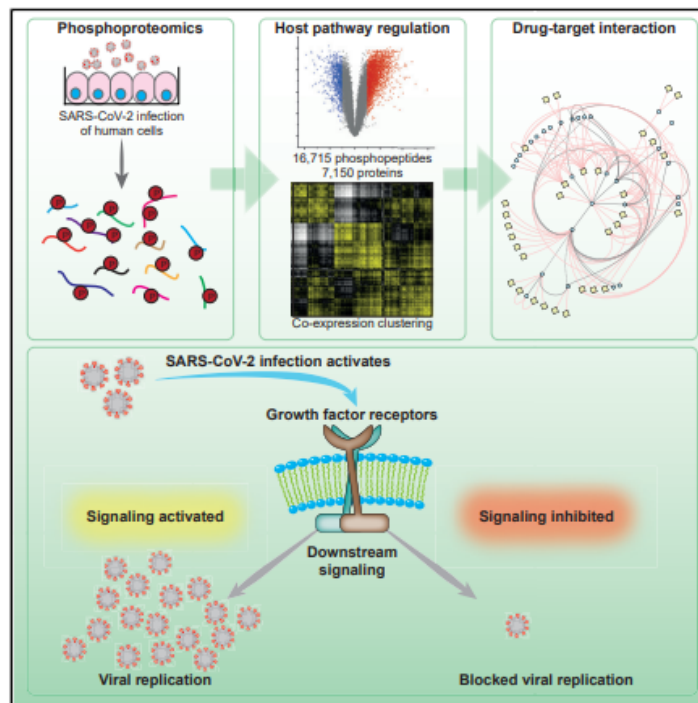 Phosphoproteomics
SARS-CoV-2 infection
of human cells
P
P
P
P
P
P
P
P
P
P
P
P
P
P
Host pathway regulation
16,715 phosphopeptides
7,150 proteins
Co-expression clustering
Drug-target interaction
SARS-CoV-2 infection activates
Growth factor receptors
Signaling activated
Signaling inhibited
Downstream
signaling
Viral replication
Blocked viral replication